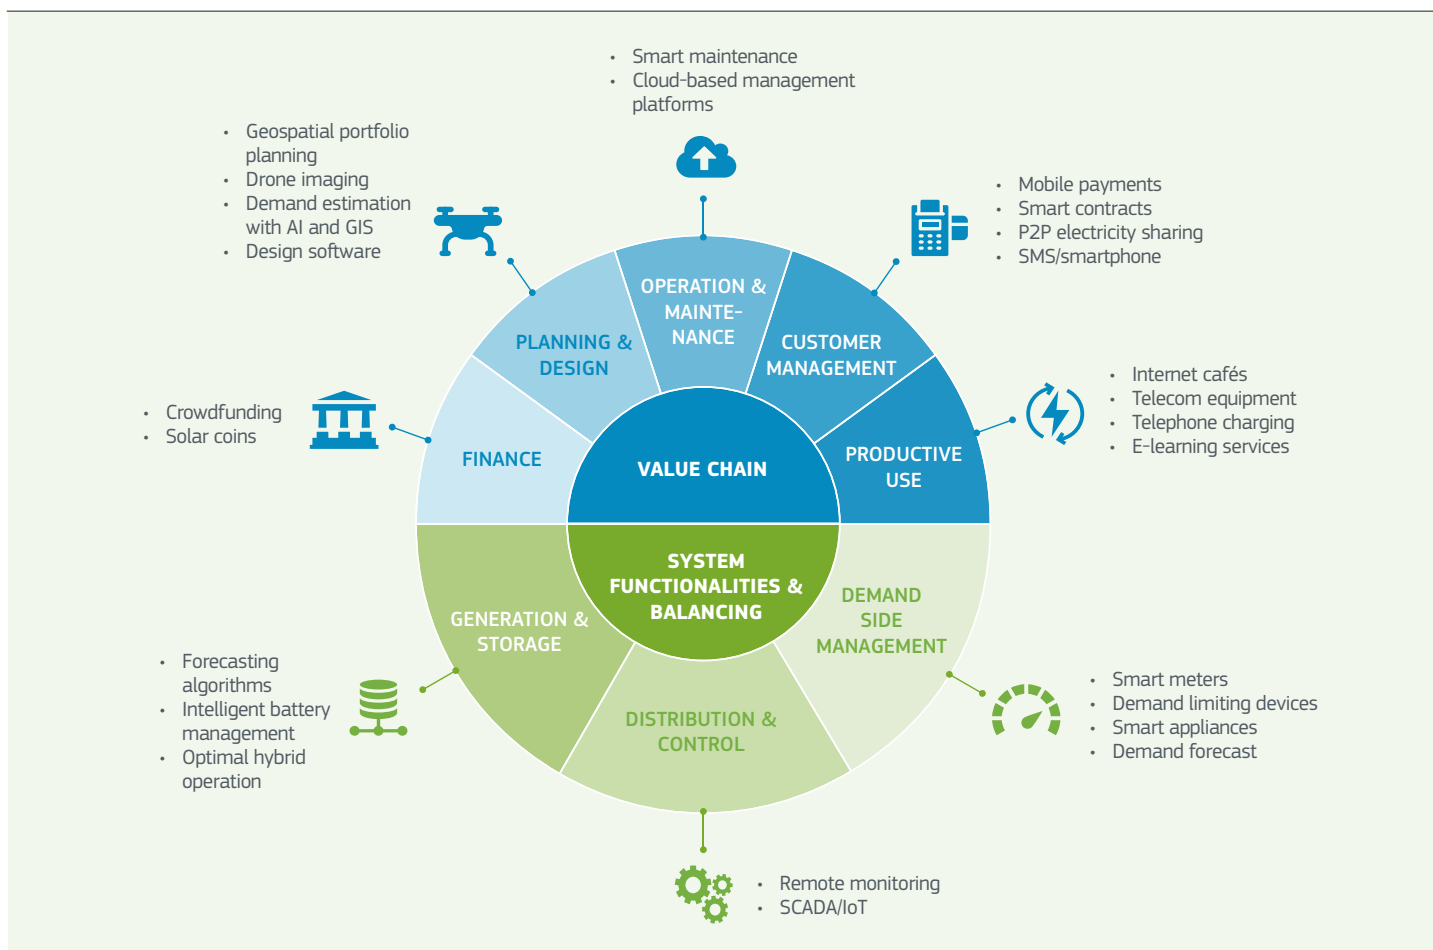 • Smart maintenance
• Cloud-based management
platforms
• Geospatial portfolio
planning
• Drone imaging
• Demand estimation
with AI and GIS
• Design software
• Mobile payments
• Smart contracts
• P2P electricity sharing
• SMS/smartphone
OPERATION &
MAINTE-
NANCE
PLANNING &
DESIGN
CUSTOMER
MANAGEMENT
• Crowdfunding
• Solar coins
• Internet cafés
• Telecom equipment
• Telephone charging
• E-learning services
FINANCE
VALUE CHAIN
PRODUCTIVE
USE
SYSTEM
FUNCTIONALITIES &
BALANCING
GENERATION &
STORAGE
DEMAND
SIDE
MANAGEMENT
DISTRIBUTION &
CONTROL
• Forecasting
algorithms
• Intelligent battery
management
• Optimal hybrid
operation
• Smart meters
• Demand limiting devices
• Smart appliances
• Demand forecast
• Remote monitoring
• SCADA/IoT